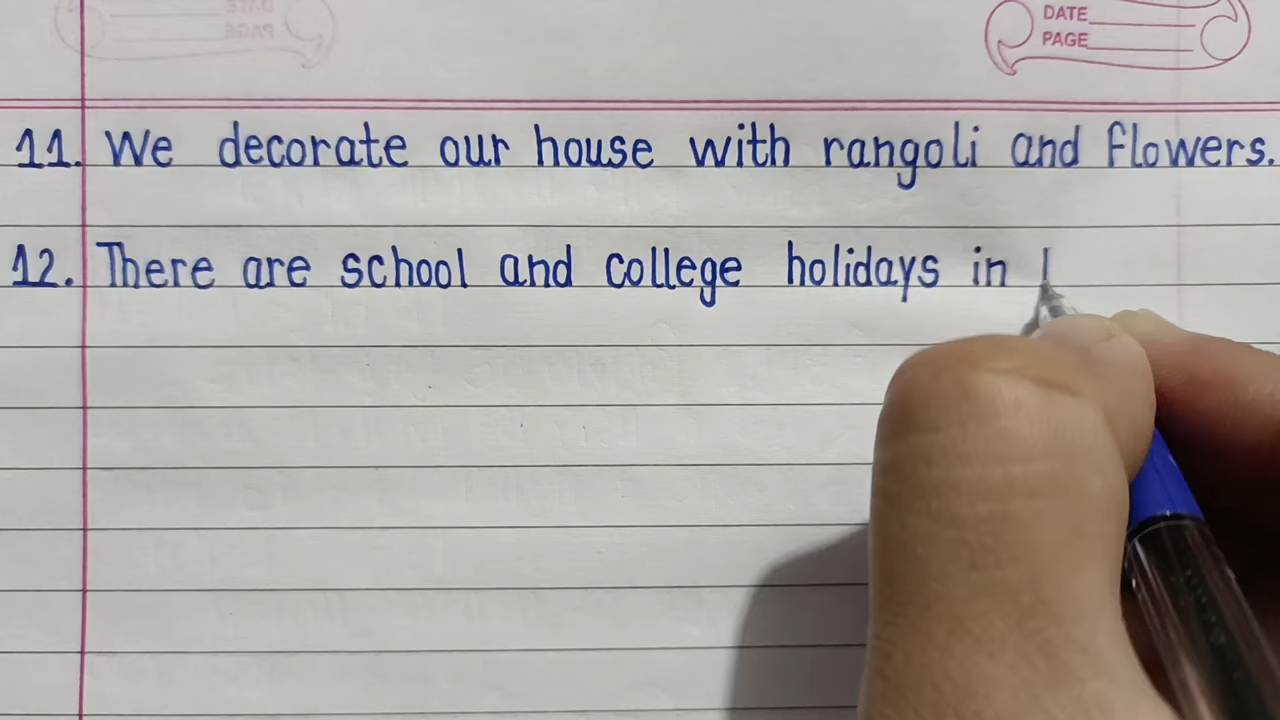 DATE
PAGE
11. We decorate our house with rangoli and flowers.
12. There are school and college holidays in